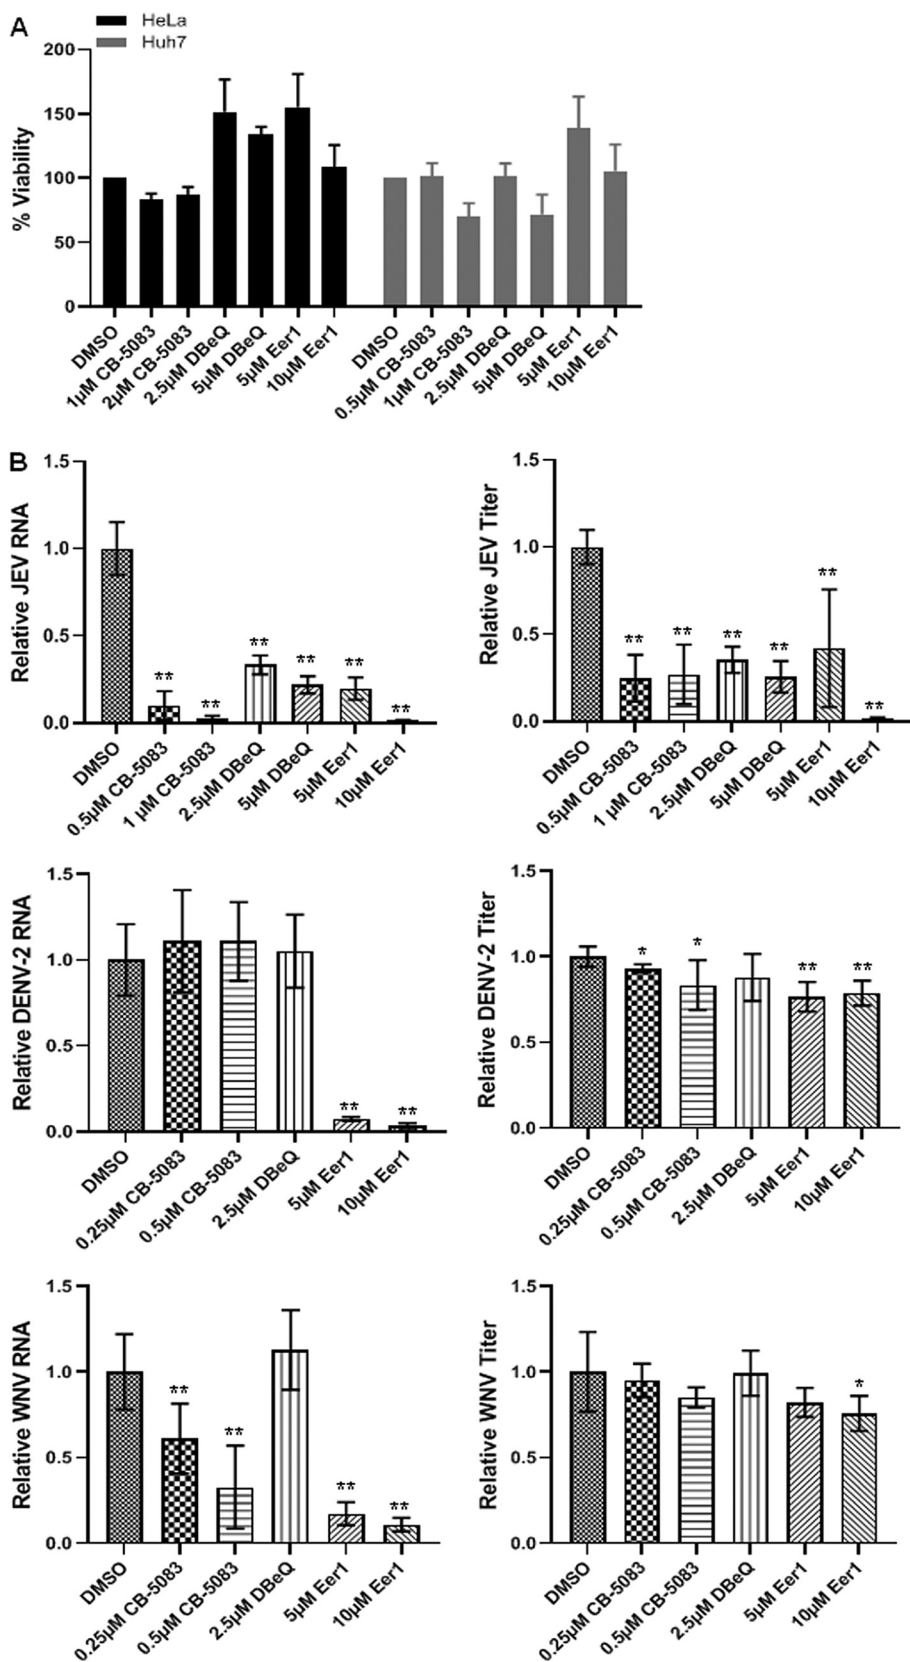 A
HeLa
Huh7
% Viability
200
150
100
50
0
DMSO
1µM CB-5083
2µM CB-5083
2.5µM DBeQ
5µM DBeQ
5µM Eer1
10µM Eer1
DMSO
0.5µM CB-5083
1µM CB-5083
2.5µM DBeQ
5µM DBeQ
5µM Eer1
10µM Eer1
B
Relative JEV RNA
1.5
1.0
0.5
0.0
**
**
**
**
**
**
DMSO
0.5µM CB-5083
1 µM CB-5083
2.5µM DBeQ
5µM DBeQ
5µM Eer1
10µM Eer1
Relative JEV Titer
1.5
1.0
0.5
0.0
**
**
**
**
**
**
DMSO
0.5µM CB-5083
1 µM CB-5083
2.5µM DBeQ
5µM DBeQ
5µM Eer1
10µM Eer1
Relative DENV-2 RNA
1.5
1.0
0.5
0.0
**
**
DMSO
0.25µM CB-5083
0.5µM CB-5083
2.5µM DBeQ
5µM Eer1
10µM Eer1
Relative DENV-2 Titer
1.5
1.0
0.5
0.0
*
*
**
**
DMSO
0.25µM CB-5083
0.5µM CB-5083
2.5µM DBeQ
5µM Eer1
10µM Eer1
Relative WNV RNA
1.5
1.0
0.5
0.0
**
**
**
**
DMSO
0.25µM CB-5083
0.5µM CB-5083
2.5µM DBeQ
5µM Eer1
10µM Eer1
Relative WNV Titer
1.5
1.0
0.5
0.0
*
DMSO
0.25µM CB-5083
0.5µM CB-5083
2.5µM DBeQ
5µM Eer1
10µM Eer1